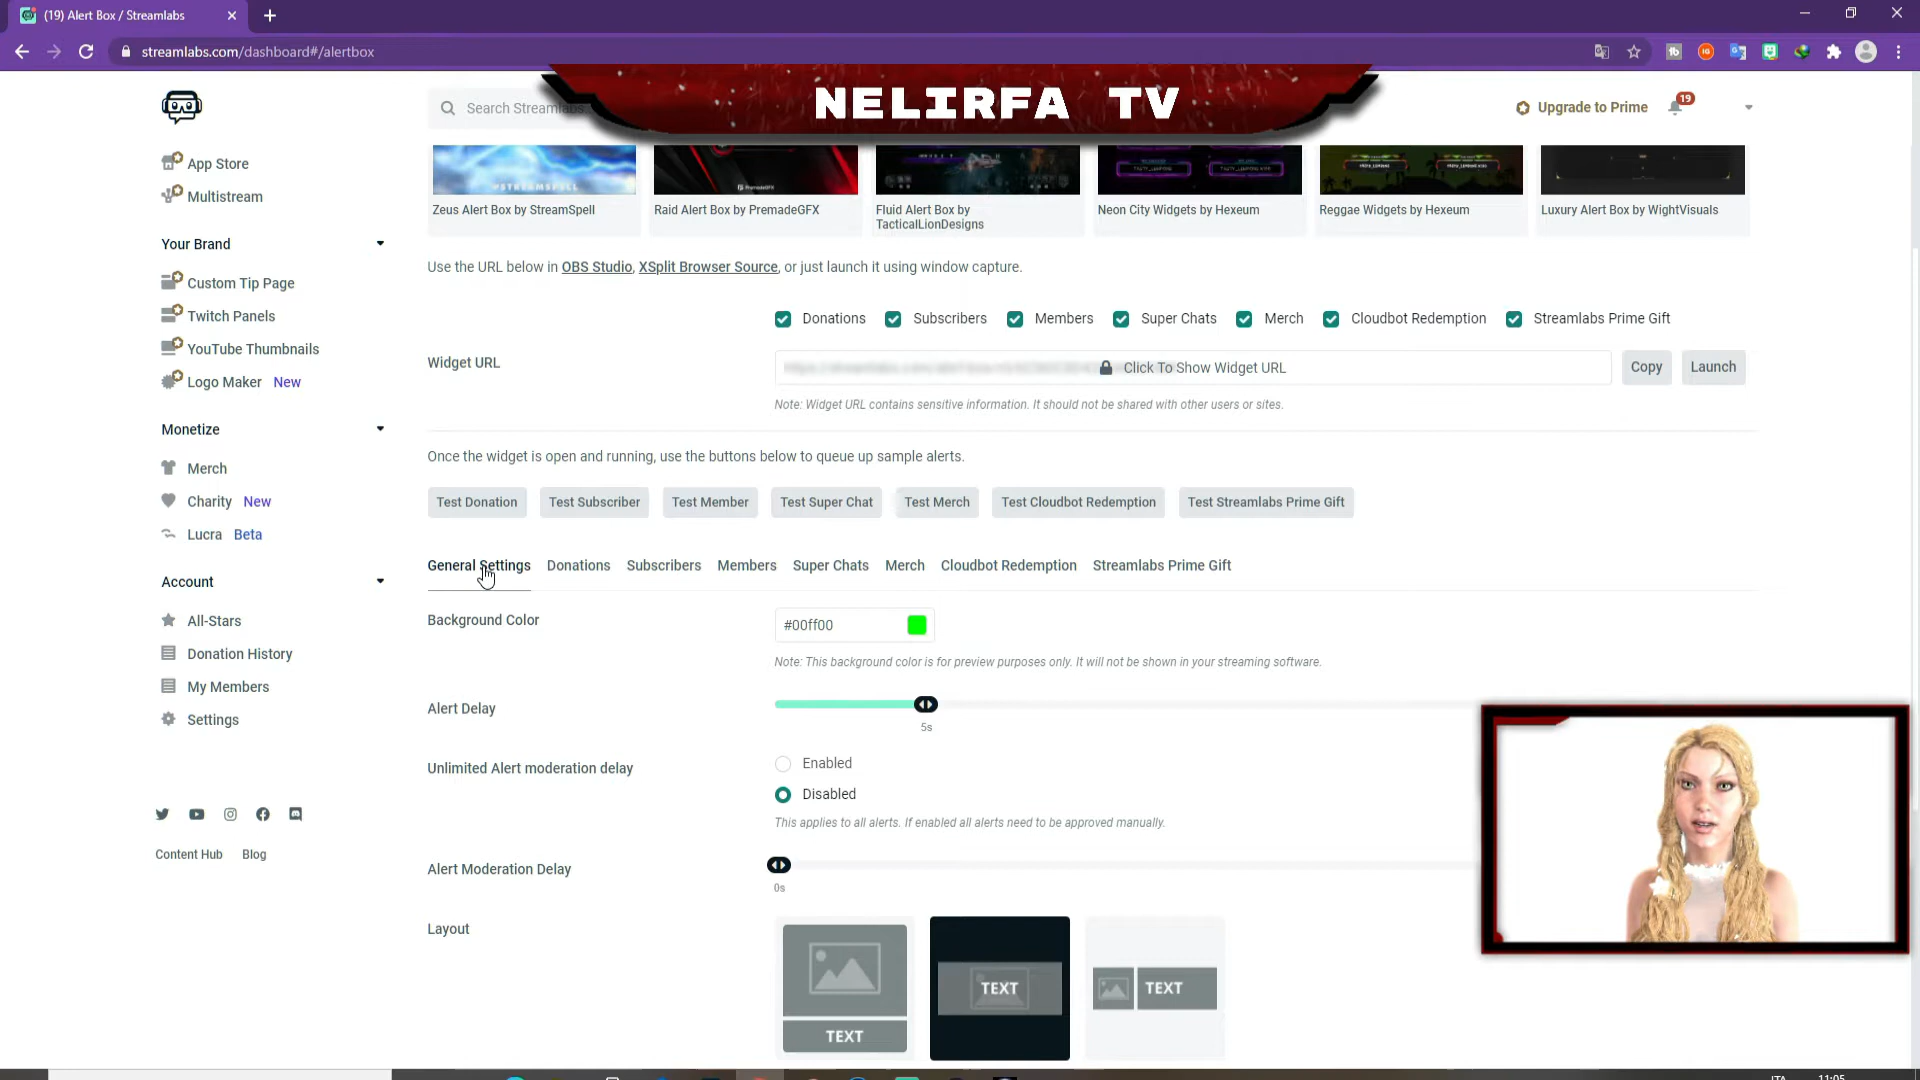 (19) Alert Box / Streamlabs
streamlabs.com/dashboard#/alertbox
NELIRFA TV
Search Streamlabs...
Upgrade to Prime
19
App Store
Multistream
Your Brand
Custom Tip Page
Twitch Panels
YouTube Thumbnails
Logo Maker New
Monetize
Merch
Charity New
Lucra Beta
Account
All-Stars
Donation History
My Members
Settings
Content Hub Blog
Zeus Alert Box by StreamSpell
Raid Alert Box by PremadeGFX
Fluid Alert Box by
TacticalLionDesigns
Neon City Widgets by Hexeum
Reggae Widgets by Hexeum
Luxury Alert Box by WightVisuals
Use the URL below in OBS Studio, XSplit Browser Source, or just launch it using window capture.
Donations Subscribers Members Super Chats Merch Cloudbot Redemption Streamlabs Prime Gift
Widget URL
Click To Show Widget URL
Copy Launch
Note: Widget URL contains sensitive information. It should not be shared with other users or sites.
Once the widget is open and running, use the buttons below to queue up sample alerts.
Test Donation Test Subscriber Test Member Test Super Chat Test Merch Test Cloudbot Redemption Test Streamlabs Prime Gift
General Settings Donations Subscribers Members Super Chats Merch Cloudbot Redemption Streamlabs Prime Gift
Background Color
#00ff00
Note: This background color is for preview purposes only. It will not be shown in your streaming software.
Alert Delay
5s
Unlimited Alert moderation delay
Enabled
Disabled
This applies to all alerts. If enabled all alerts need to be approved manually.
Alert Moderation Delay
0s
Layout
TEXT
TEXT
TEXT
ITA 11:05